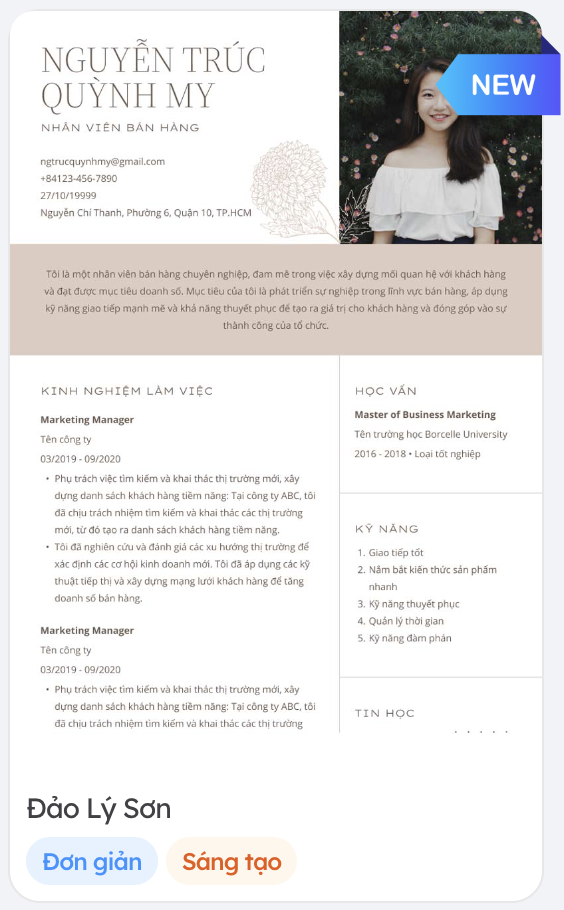 NGUYỄN TRÚC
QUỲNH MY
NEW
NHÂN VIÊN BÁN HÀNG
ngtrucquynhmy@gmail.com
+84123-456-7890
27/10/19999
Nguyễn Chí Thanh, Phường 6, Quận 10, TP.HCM
Tôi là một nhân viên bán hàng chuyên nghiệp, đam mê trong việc xây dựng mối quan hệ với khách hàng
và đạt được mục tiêu doanh số. Mục tiêu của tôi là phát triển sự nghiệp trong lĩnh vực bán hàng, áp dụng
kỹ năng giao tiếp mạnh mẽ và khả năng thuyết phục để tạo ra giá trị cho khách hàng và đóng góp vào sự
thành công của tổ chức.
KINH NGHIỆM LÀM VIỆC
Marketing Manager
Tên công ty
03/2019 - 09/2020
• Phụ trách việc tìm kiếm và khai thác thị trường mới, xây
dựng danh sách khách hàng tiềm năng: Tại công ty ABC, tôi
đã chịu trách nhiệm tìm kiếm và khai thác các thị trường
mới, từ đó tạo ra danh sách khách hàng tiềm năng.
• Tôi đã nghiên cứu và đánh giá các xu hướng thị trường để
xác định các cơ hội kinh doanh mới. Tôi đã áp dụng các kỹ
thuật tiếp thị và xây dựng mạng lưới khách hàng để tăng
doanh số bán hàng.
Marketing Manager
Tên công ty
03/2019 - 09/2020
• Phụ trách việc tìm kiếm và khai thác thị trường mới, xây
dựng danh sách khách hàng tiềm năng: Tại công ty ABC, tôi
đã chịu trách nhiệm tìm kiếm và khai thác các thị trường
HỌC VẤN
Master of Business Marketing
Tên trường học Borcelle University
2016 - 2018 • Loại tốt nghiệp
KỸ NĂNG
1. Giao tiếp tốt
2. Nắm bắt kiến thức sản phẩm
nhanh
3. Kỹ năng thuyết phục
4. Quản lý thời gian
5. Kỹ năng đàm phán
TIN HỌC
Đảo Lý Sơn
Đơn giản
Sáng tạo